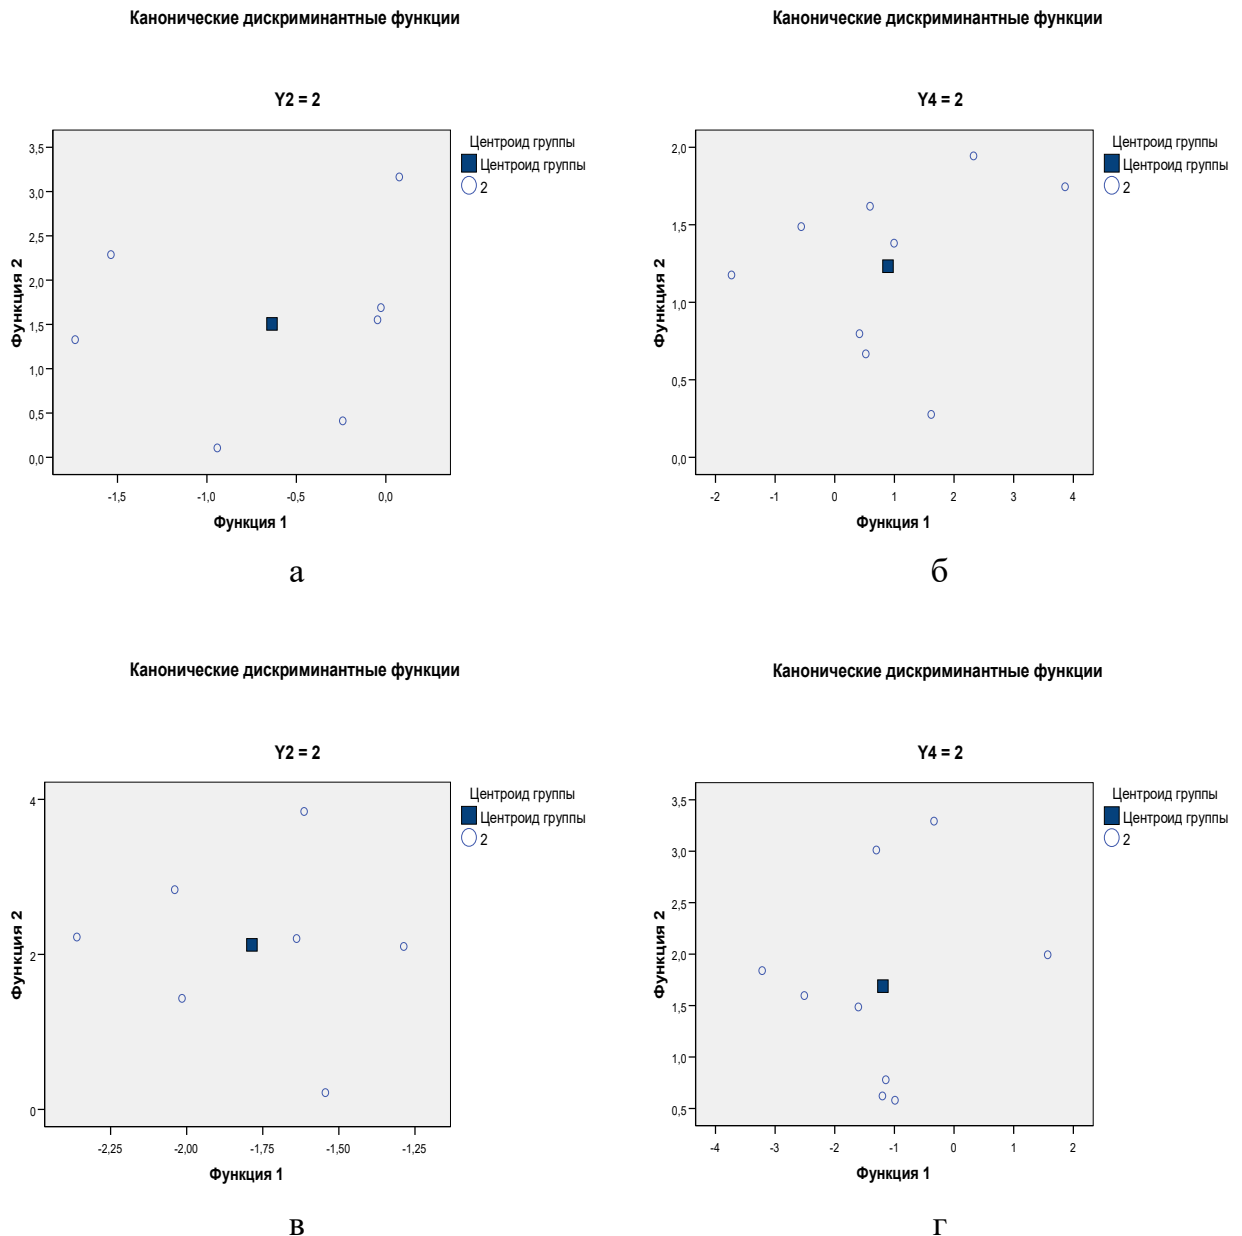 Канонические дискриминантные функции
Y2 = 2
Центроид группы
Центроид группы
2
3,5
3,0
2,5
2,0
1,5
1,0
0,5
0,0
Функция 2
-1,5 -1,0 -0,5 0,0
Функция 1
а
Канонические дискриминантные функции
Y4 = 2
Центроид группы
Центроид группы
2
2,0
1,5
1,0
0,5
0,0
Функция 2
-2 -1 0 1 2 3 4
Функция 1
б
Канонические дискриминантные функции
Y2 = 2
Центроид группы
Центроид группы
2
4
2
0
Функция 2
-2,25 -2,00 -1,75 -1,50 -1,25
Функция 1
в
Канонические дискриминантные функции
Y4 = 2
Центроид группы
Центроид группы
2
3,5
3,0
2,5
2,0
1,5
1,0
0,5
Функция 2
-4 -3 -2 -1 0 1 2
Функция 1
г